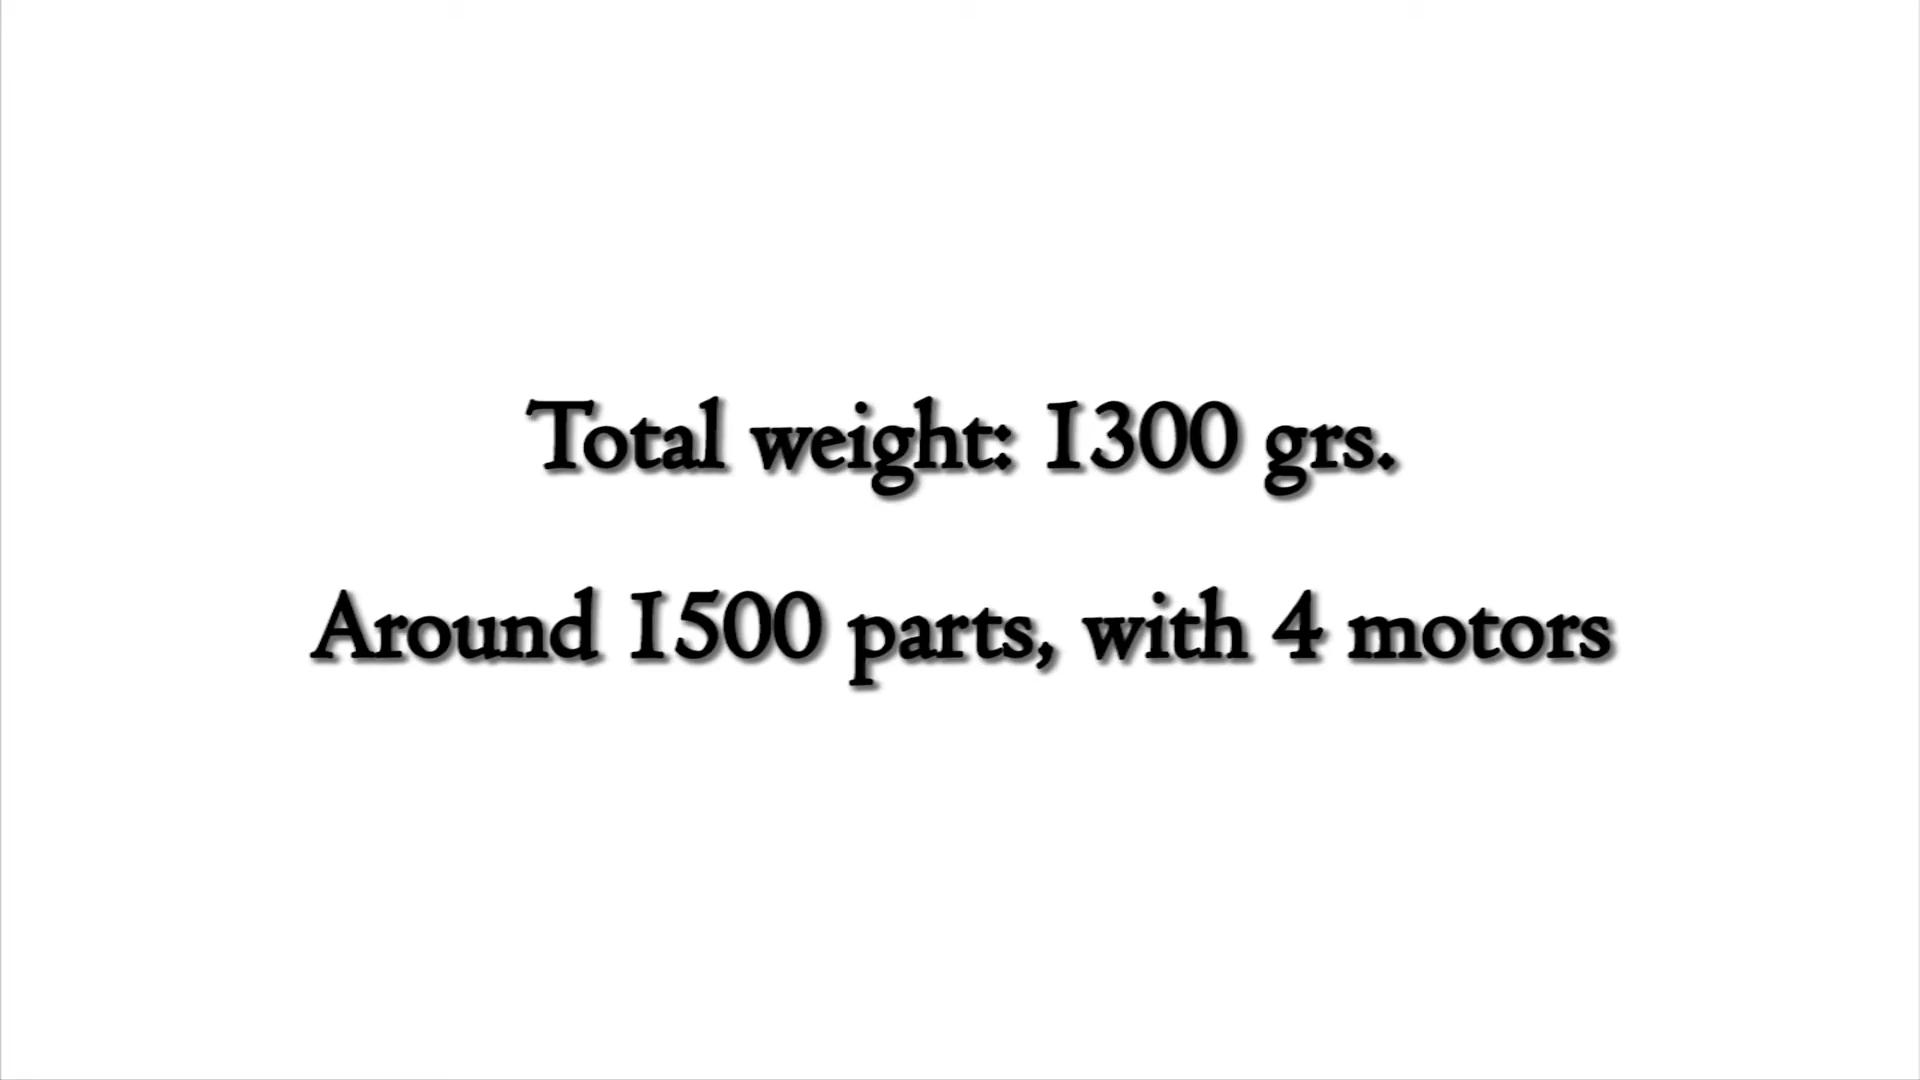 Total weight: 1300 grs.
Around 1500 parts, with 4 motors